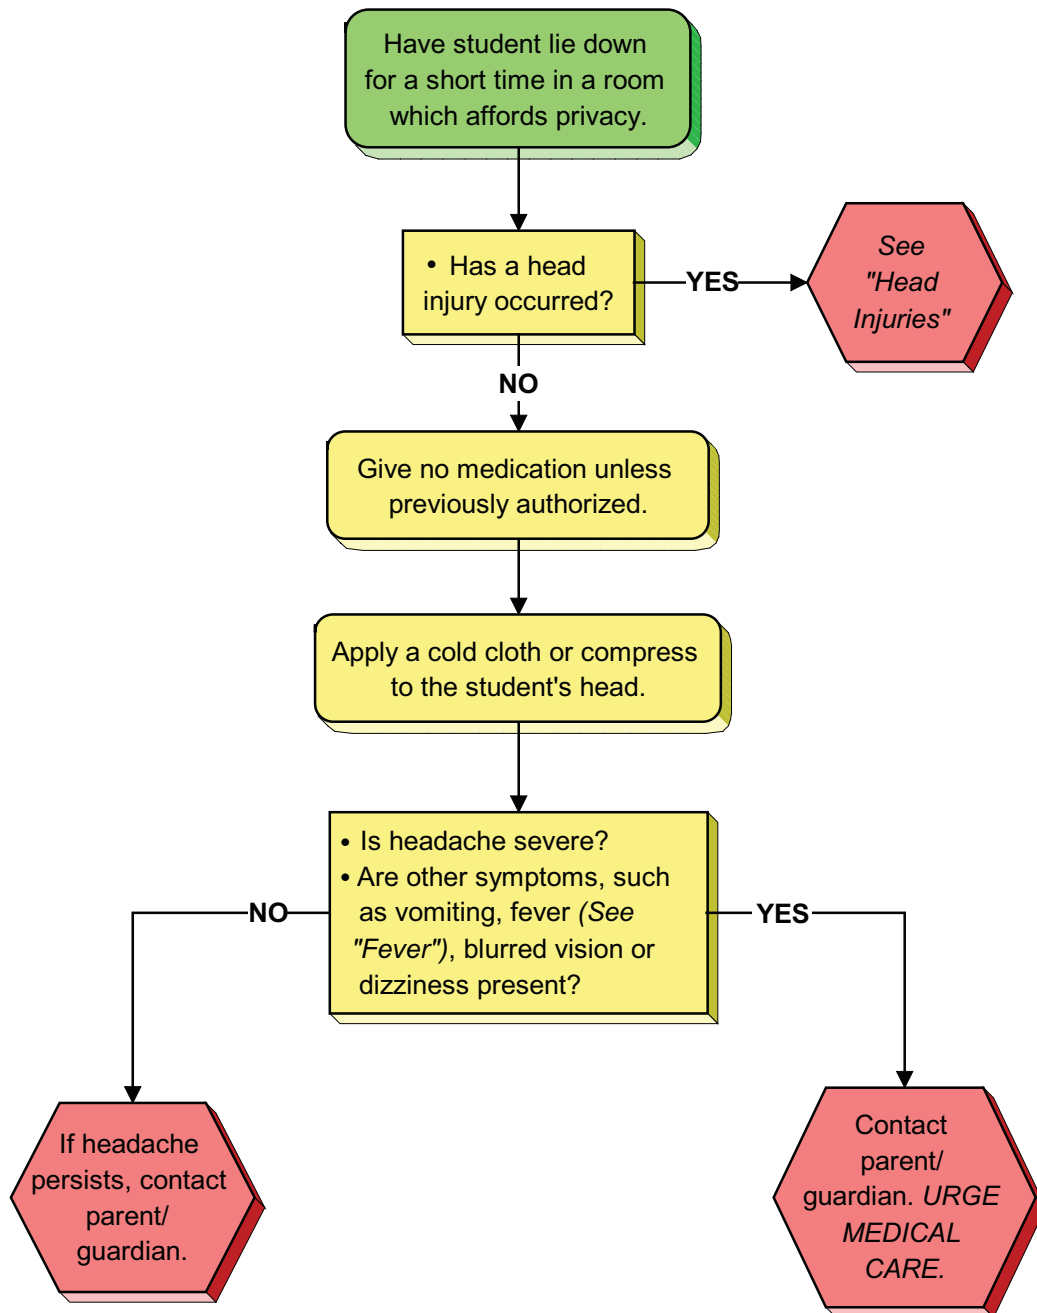 Have student lie down
for a short time in a room
which affords privacy.
• Has a head
injury occurred?
YES
See
"Head
Injuries"
NO
Give no medication unless
previously authorized.
Apply a cold cloth or compress
to the student's head.
• Is headache severe?
• Are other symptoms, such
as vomiting, fever (See
"Fever"), blurred vision or
dizziness present?
NO
YES
If headache
persists, contact
parent/
guardian.
Contact
parent/
guardian. URGE
MEDICAL
CARE.